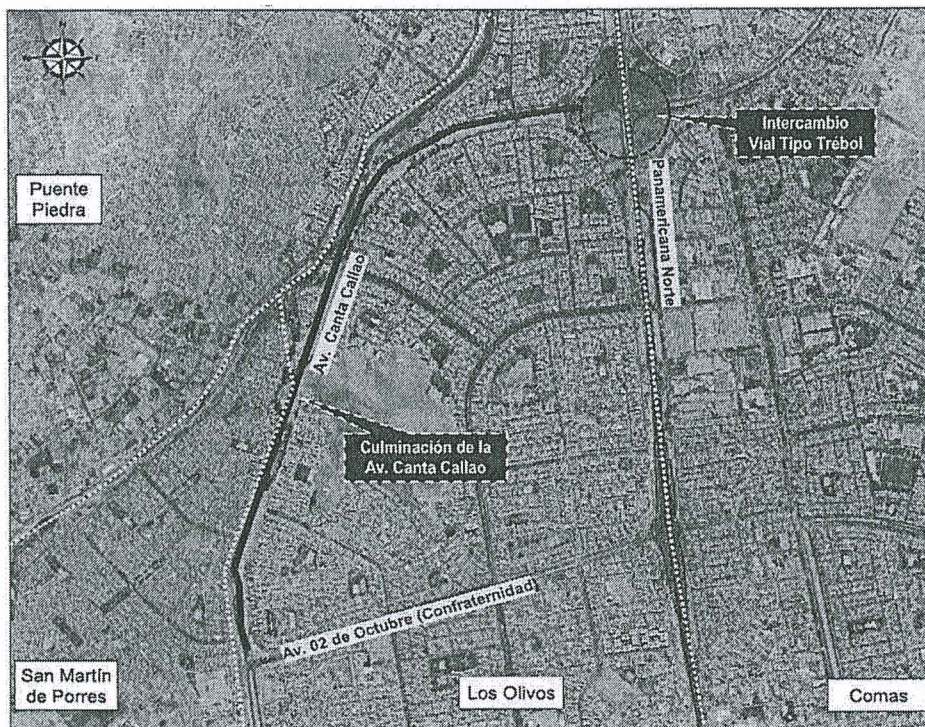 Intercambio
Vial Tipo Trébol
Puente
Piedra
Panamericana Norte
Av. Canta Callao
Culminación de la
Av. Canta Callao
Av. 02 de Octubre (Confraternidad)
San Martín
de Porres
Los Olivos
Comas